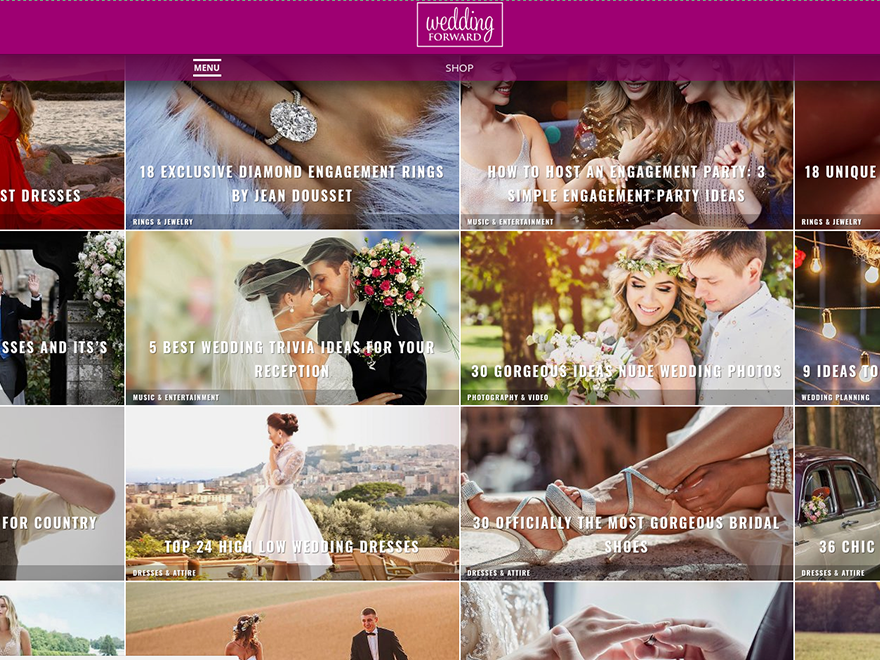 wedding
FORWARD
MENU
SHOP
ST DRESSES
18 EXCLUSIVE DIAMOND ENGAGEMENT RINGS
BY JEAN DOUSSET
RINGS & JEWELRY
HOW TO HOST AN ENGAGEMENT PARTY: 3
SIMPLE ENGAGEMENT PARTY IDEAS
MUSIC & ENTERTAINMENT
18 UNIQUE
RINGS & JEWELRY
SSES AND ITS'S
5 BEST WEDDING TRIVIA IDEAS FOR YOUR
RECEPTION
MUSIC & ENTERTAINMENT
30 GORGEOUS IDEAS NUDE WEDDING PHOTOS
PHOTOGRAPHY & VIDEO
9 IDEAS TO
WEDDING PLANNING
FOR COUNTRY
TOP 24 HIGH LOW WEDDING DRESSES
DRESSES & ATTIRE
30 OFFICIALLY THE MOST GORGEOUS BRIDAL
SHOES
DRESSES & ATTIRE
36 CHIC
DRESSES & ATTIRE